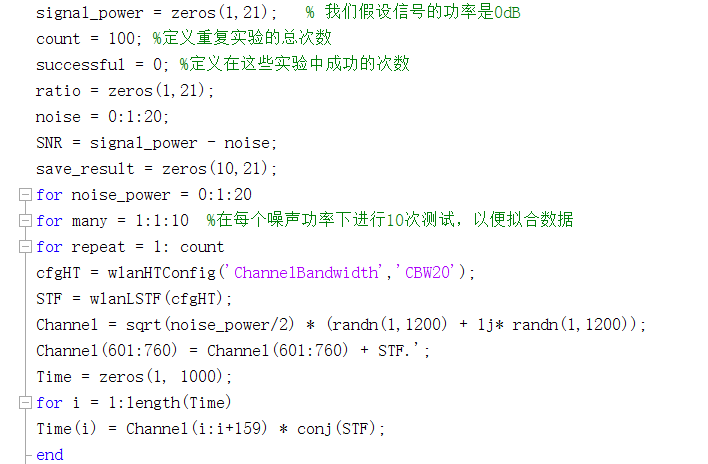 signal_power = zeros(1,21);   % 我们假设信号的功率是0dB
count = 100; %定义重复实验的总次数
successful = 0; %定义在这些实验中成功的次数
ratio = zeros(1,21);
noise = 0:1:20;
SNR = signal_power - noise;
save_result = zeros(10,21);
for noise_power = 0:1:20
for many = 1:1:10  %在每个噪声功率下进行10次测试，以便拟合数据
for repeat = 1: count
cfgHT = wlanHTConfig('ChannelBandwidth','CBW20');
STF = wlanLSTF(cfgHT);
Channel = sqrt(noise_power/2) * (randn(1,1200) + 1j* randn(1,1200));
Channel(601:760) = Channel(601:760) + STF.';
Time = zeros(1, 1000);
for i = 1:length(Time)
Time(i) = Channel(i:i+159) * conj(STF);
end